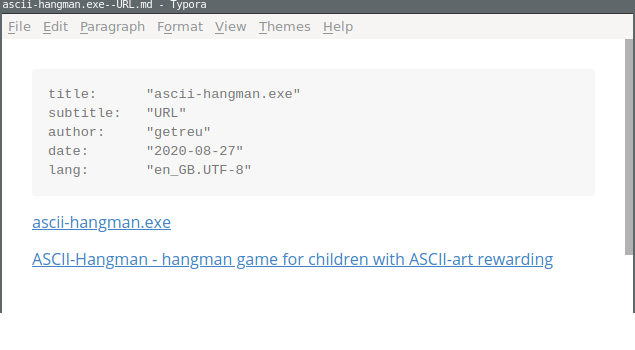 ascii-hangman.exe--URL.md - Typora
File Edit Paragraph Format View Themes Help
title: "ascii-hangman.exe"
subtitle: "URL"
author: "getreu"
date: "2020-08-27"
lang: "en_GB.UTF-8"
ascii-hangman.exe
ASCII-Hangman - hangman game for children with ASCII-art rewarding